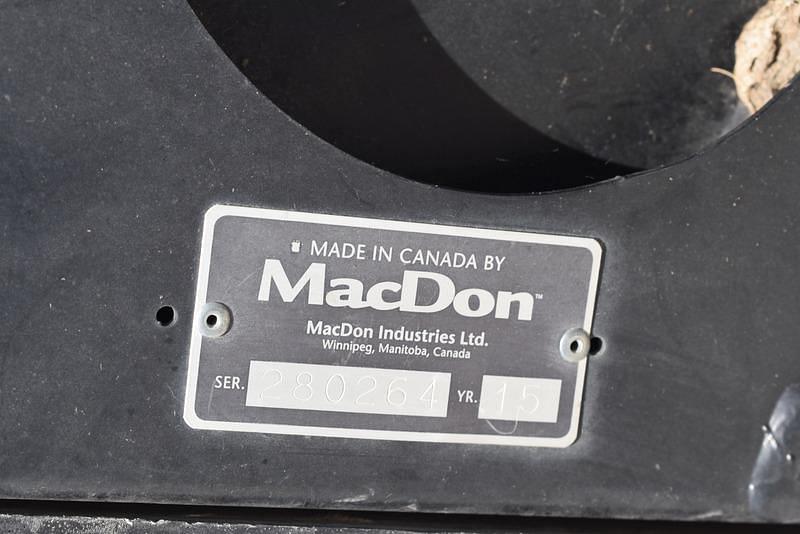 MADE IN CANADA BY
MacDon™
MacDon Industries Ltd.
Winnipeg, Manitoba, Canada
SER. 280264 YR. 15